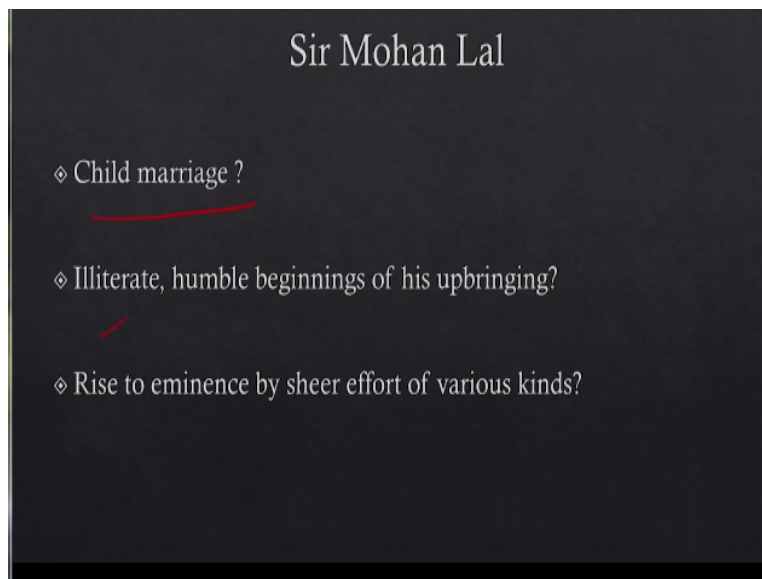 Sir Mohan Lal
Child marriage ?
Illiterate, humble beginnings of his upbringing?
Rise to eminence by sheer effort of various kinds?